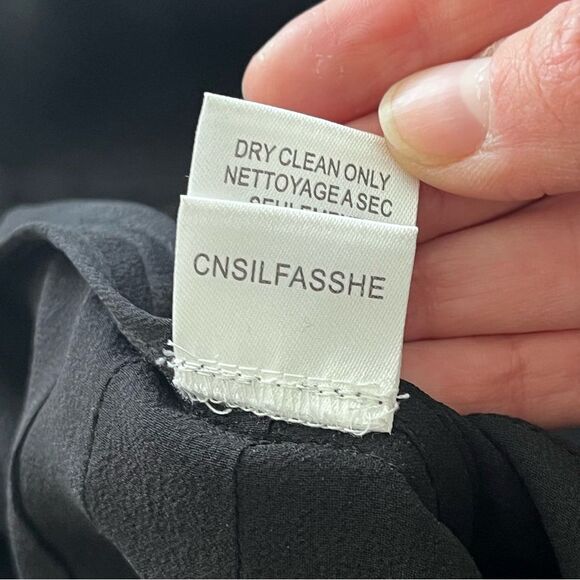 DRY CLEAN ONLY
NETTOYAGE A SEC
CNSILFASSHE